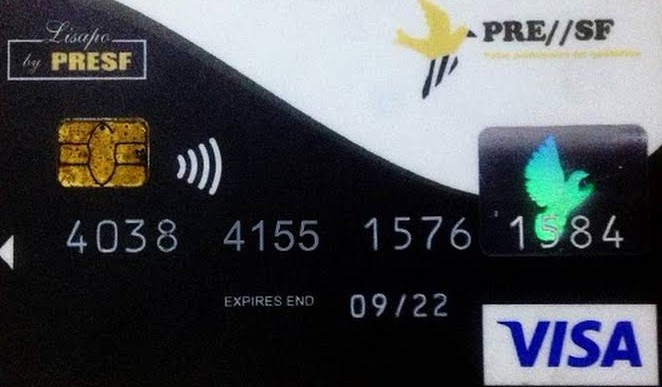 Lisapo
by PRESF
PRE//SF
4038 4155 1576 1584
EXPIRES END 09/22
VISA